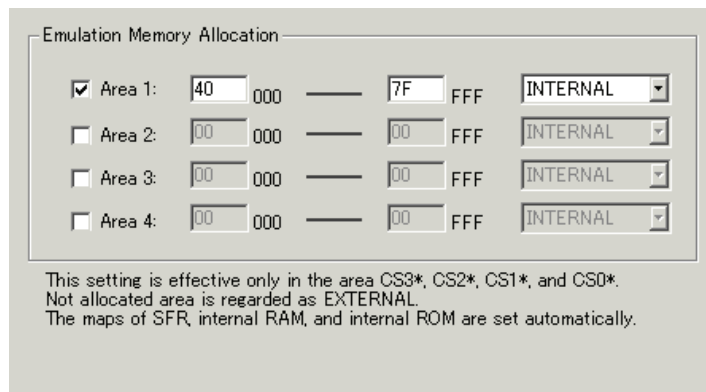 Emulation Memory Allocation
Area 1: 40 000 7F FFF INTERNAL
Area 2: 00 000 00 FFF INTERNAL
Area 3: 00 000 00 FFF INTERNAL
Area 4: 00 000 00 FFF INTERNAL
This setting is effective only in the area CS3*, CS2*, CS1*, and CS0*.
Not allocated area is regarded as EXTERNAL.
The maps of SFR, internal RAM, and internal ROM are set automatically.